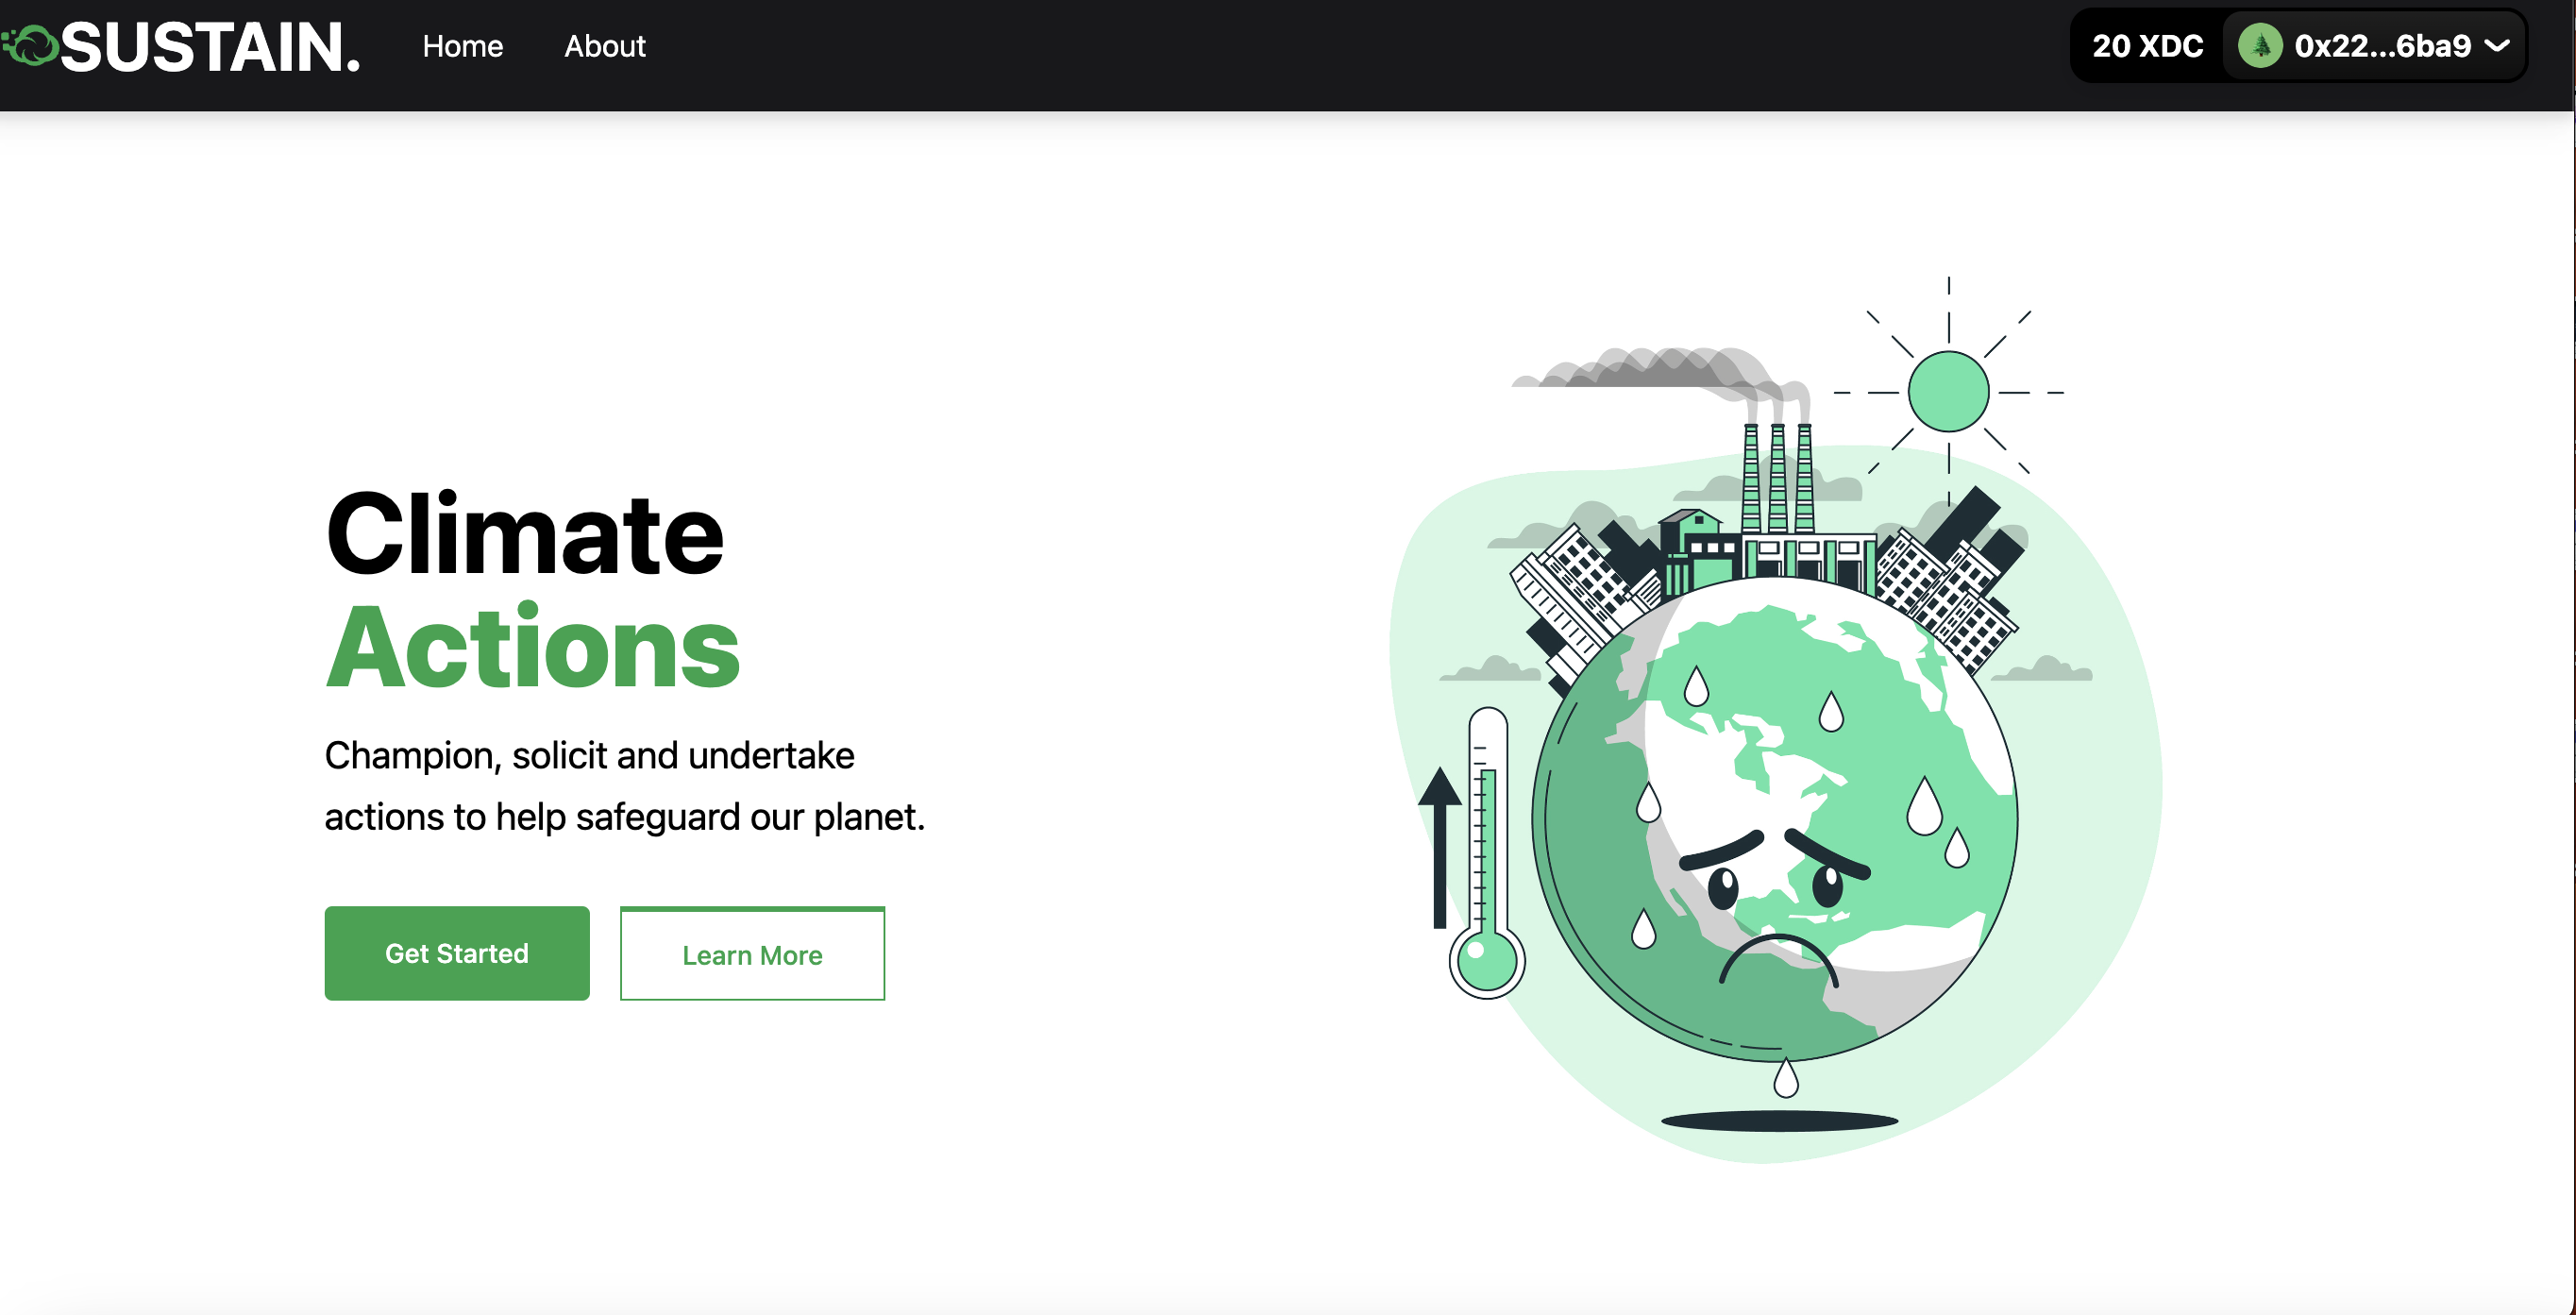 SUSTAIN.
Home
About
20 XDC
0x22...6ba9
Climate
Actions
Champion, solicit and undertake
actions to help safeguard our planet.
Get Started
Learn More